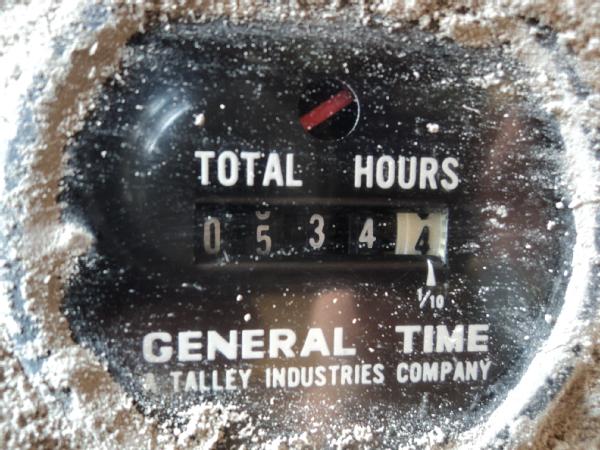 TOTAL HOURS
0 5 3 4 4
1/10
GENERAL TIME
A TALLEY INDUSTRIES COMPANY